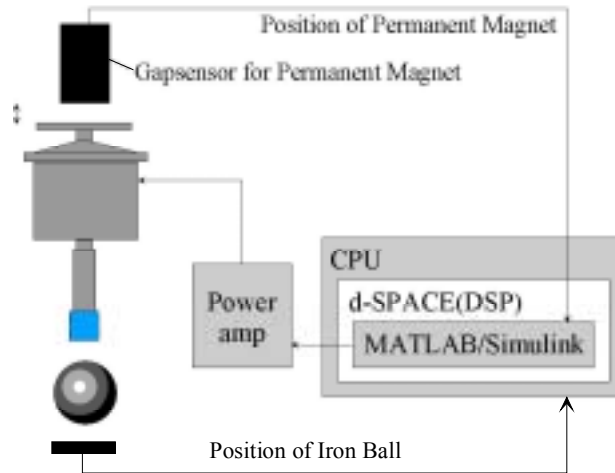 Position of Permanent Magnet
Gapsensor for Permanent Magnet
CPU
d-SPACE(DSP)
Power
amp
MATLAB/Simulink
Position of Iron Ball